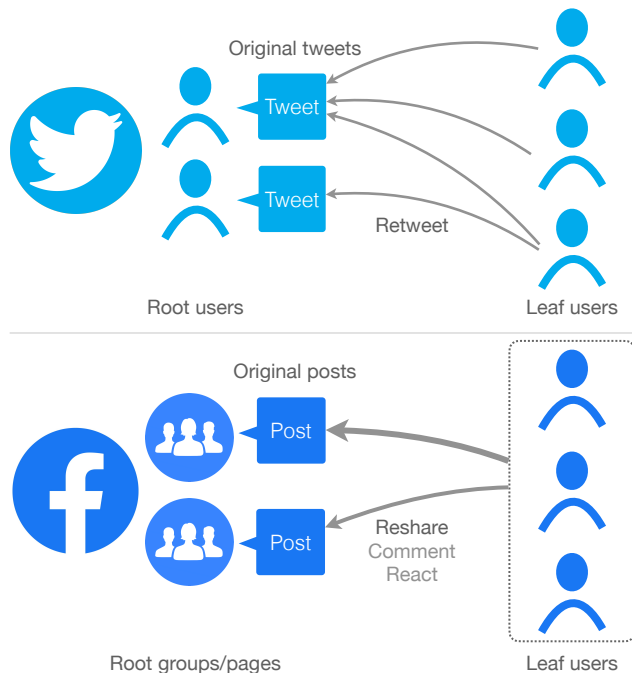 Original tweets
Tweet
Tweet
Retweet
Root users
Leaf users
Original posts
Post
Post
Reshare
Comment
React
Root groups/pages
Leaf users